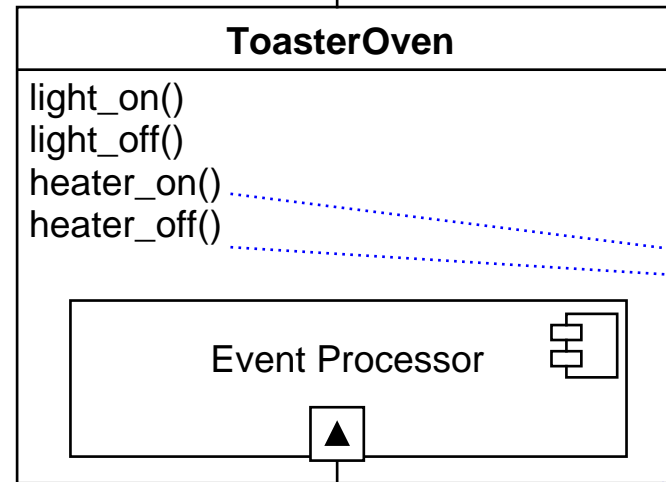 ToasterOven
light_on()
light_off()
heater_on()
heater_off()
Event Processor